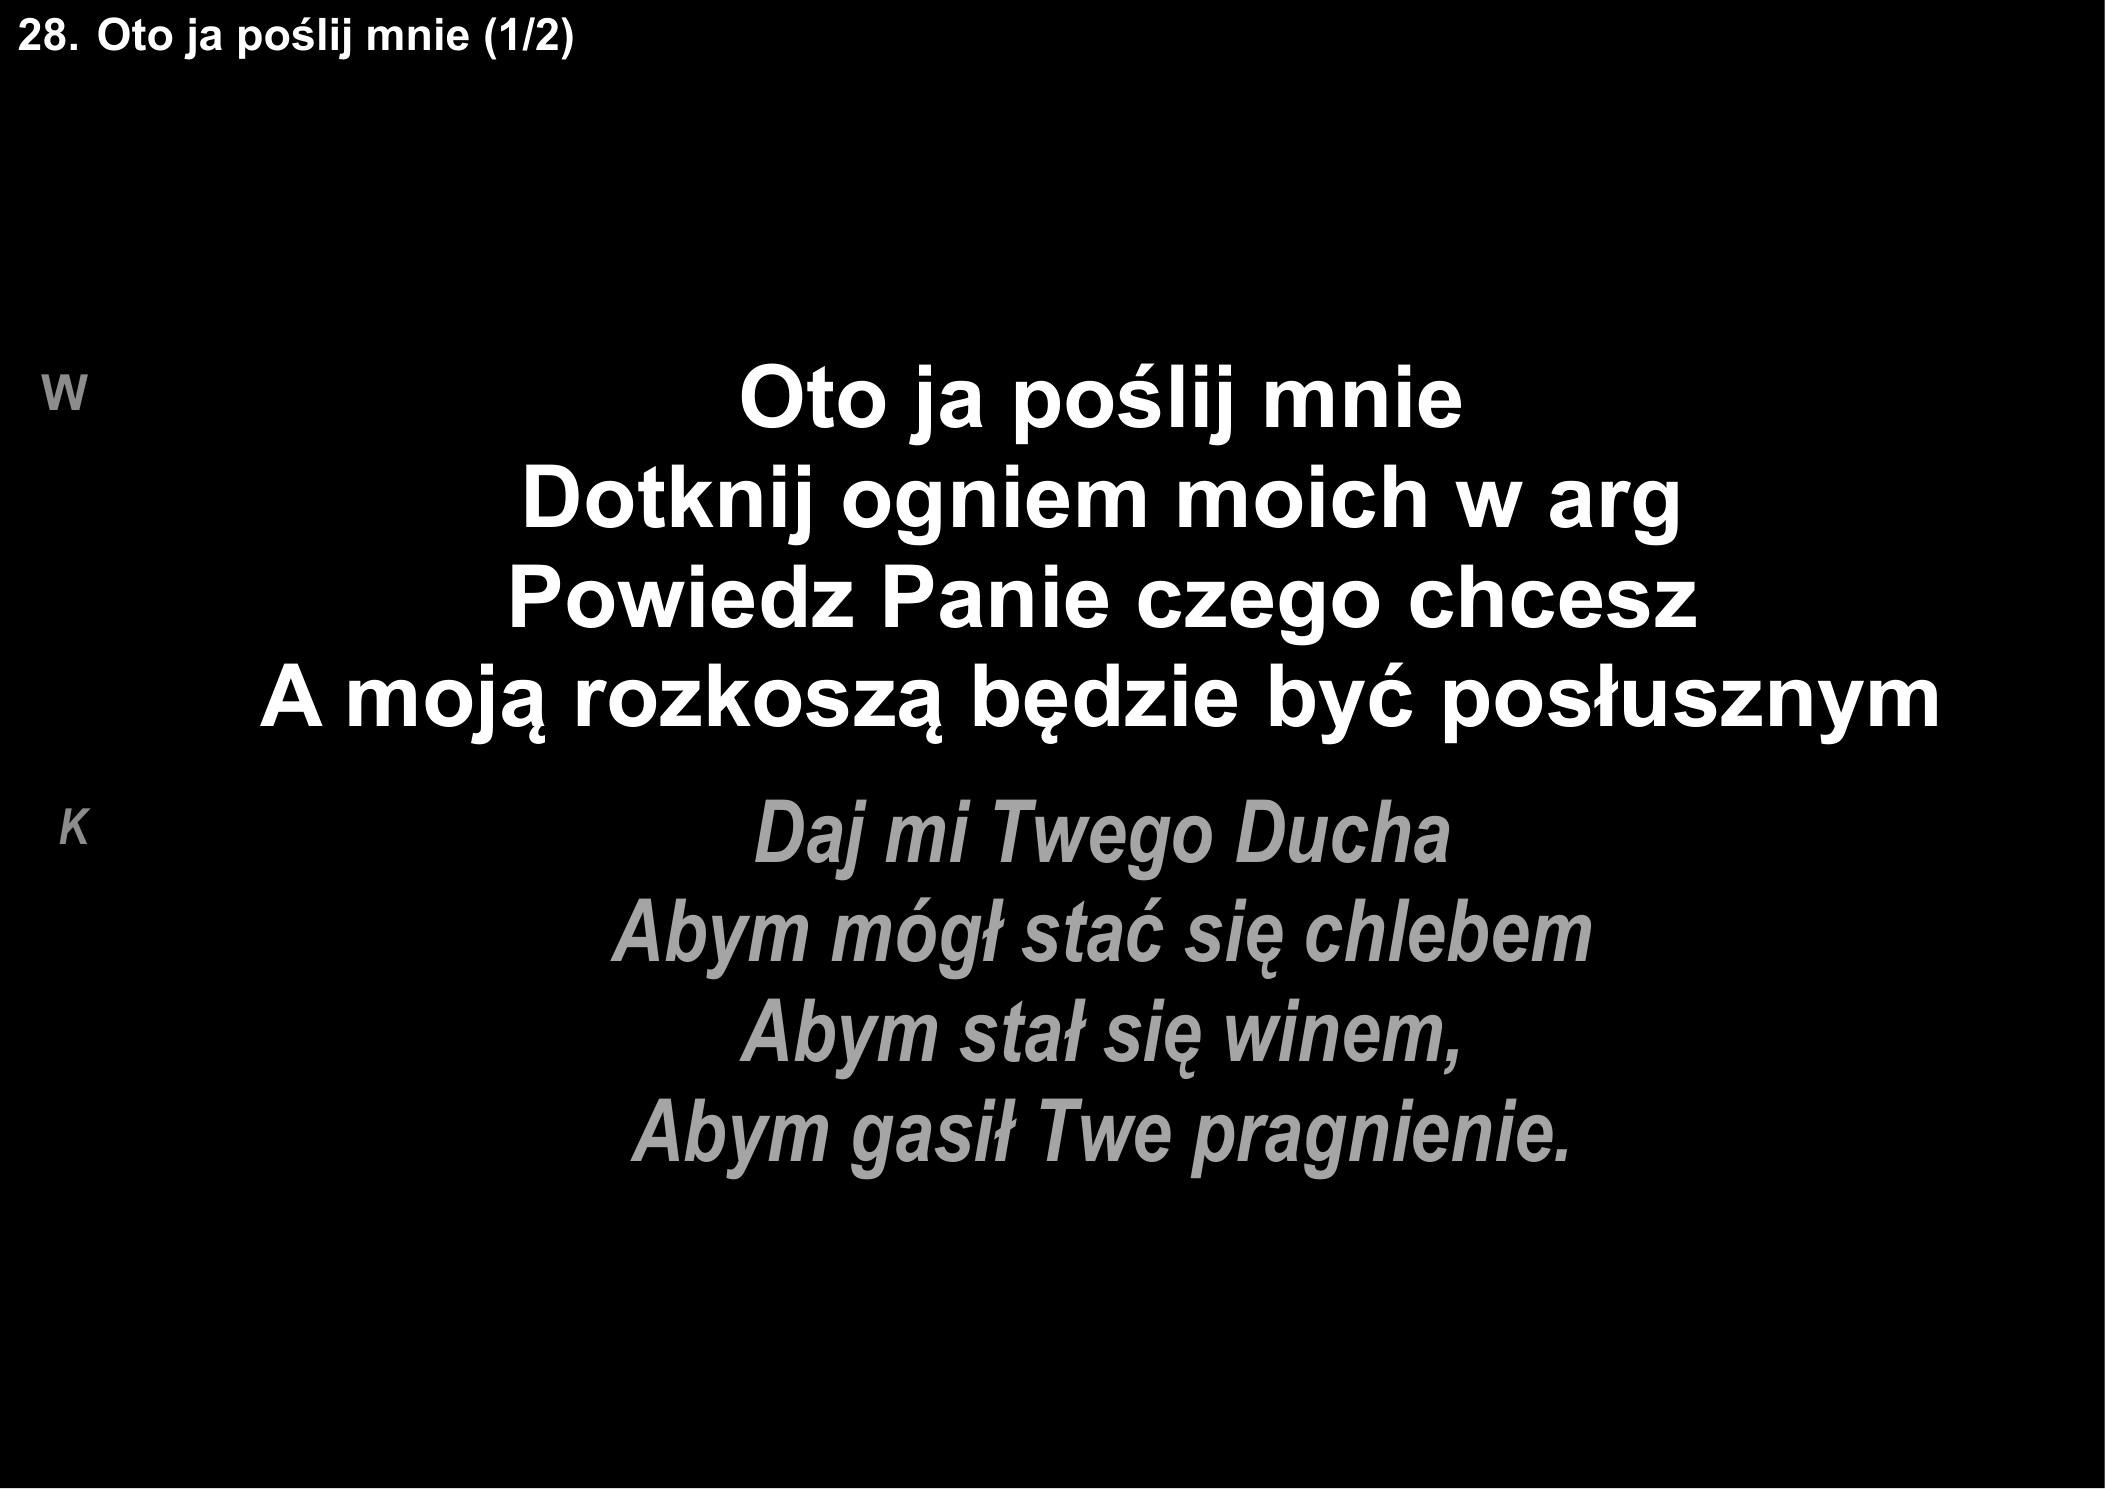 28. Oto ja poślij mnie (1/2)
W
Oto ja poślij mnie
Dotknij ogniem moich w arg
Powiedz Panie czego chcesz
A moją rozkoszą będzie być posłusznym
K
Daj mi Twego Ducha
Abym mógł stać się chlebem
Abym stał się winem,
Abym gasił Twe pragnienie.